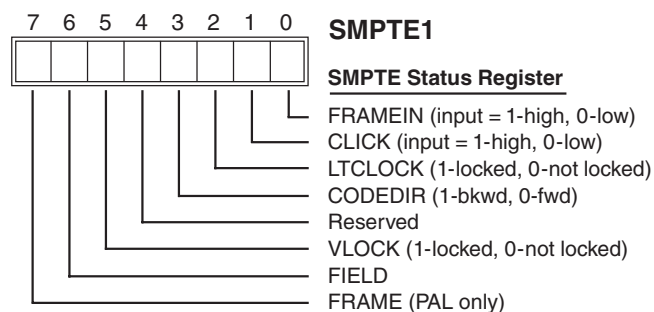 7 6 5 4 3 2 1 0
SMPTE1
SMPTE Status Register
FRAMEIN (input = 1-high, 0-low)
CLICK (input = 1-high, 0-low)
LTCLOCK (1-locked, 0-not locked)
CODEDIR (1-bkwd, 0-fwd)
Reserved
VLOCK (1-locked, 0-not locked)
FIELD
FRAME (PAL only)